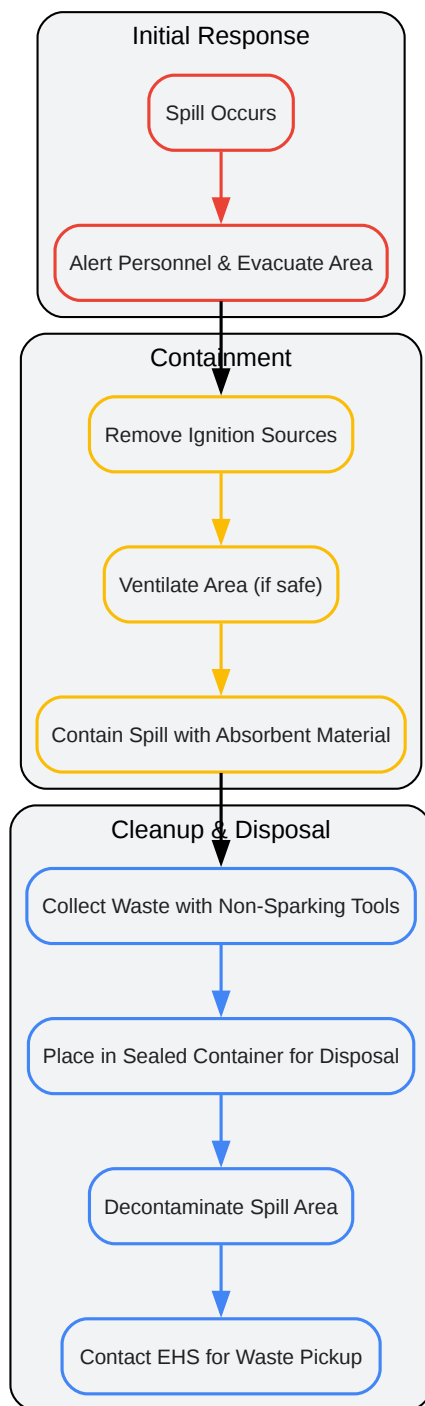 Initial Response
Spill Occurs
Alert Personnel & Evacuate Area
Containment
Remove Ignition Sources
Ventilate Area (if safe)
Contain Spill with Absorbent Material
Cleanup & Disposal
Collect Waste with Non-Sparking Tools
Place in Sealed Container for Disposal
Decontaminate Spill Area
Contact EHS for Waste Pickup